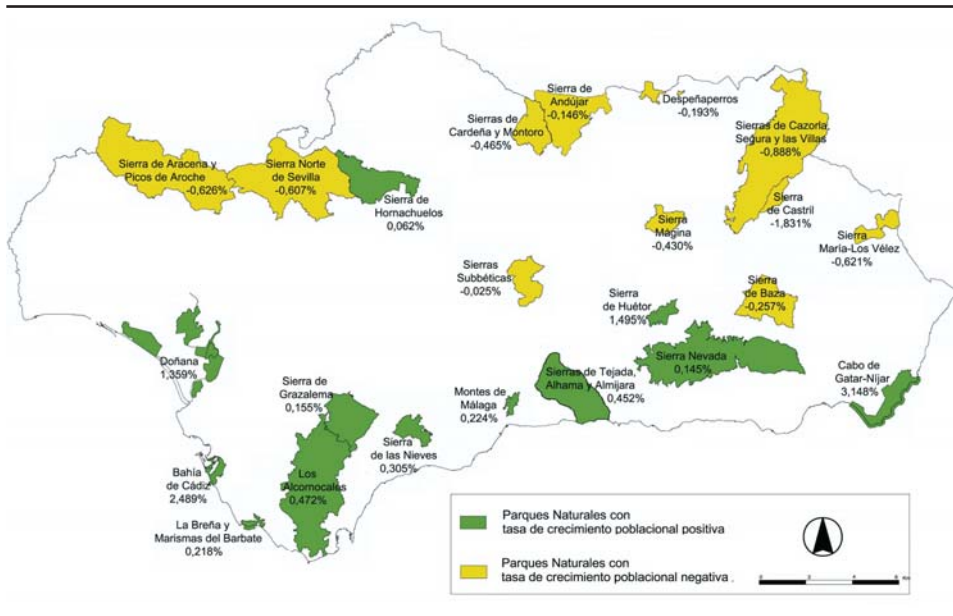 Sierra de
Andújar
-0,146%
Despeñaperros
-0,193%
Sierras de
Cardeña y Montoro
-0,465%
Sierras de Cazorla,
Segura y las Villas
-0,888%
Sierra de Aracena y
Picos de Aroche
-0,626%
Sierra Norte
de Sevilla
-0,607%
Sierra de
Hornachuelos
0,062%
Sierra
de Castril
-1,831%
Sierra
Mágina
-0,430%
Sierra
María-Los Vélez
-0,621%
Sierras
Subbéticas
-0,025%
Sierra
de Baza
-0,257%
Sierra
de Huétor
1,495%
Doñana
1,359%
Sierra Nevada
0,145%
Sierra de
Grazalema
0,155%
Sierras de Tejada,
Alhama y Almijara
0,452%
Cabo de
Gatar-Níjar
3,148%
Montes de
Málaga
0,224%
Sierra
de las Nieves
0,305%
Bahía
de Cádiz
2,489%
Los
Alcornocales
0,472%
La Breña y
Marismas del Barbate
0,218%
Parques Naturales con
tasa de crecimiento poblacional positiva
Parques Naturales con
tasa de crecimiento poblacional negativa .
0 2 4 6